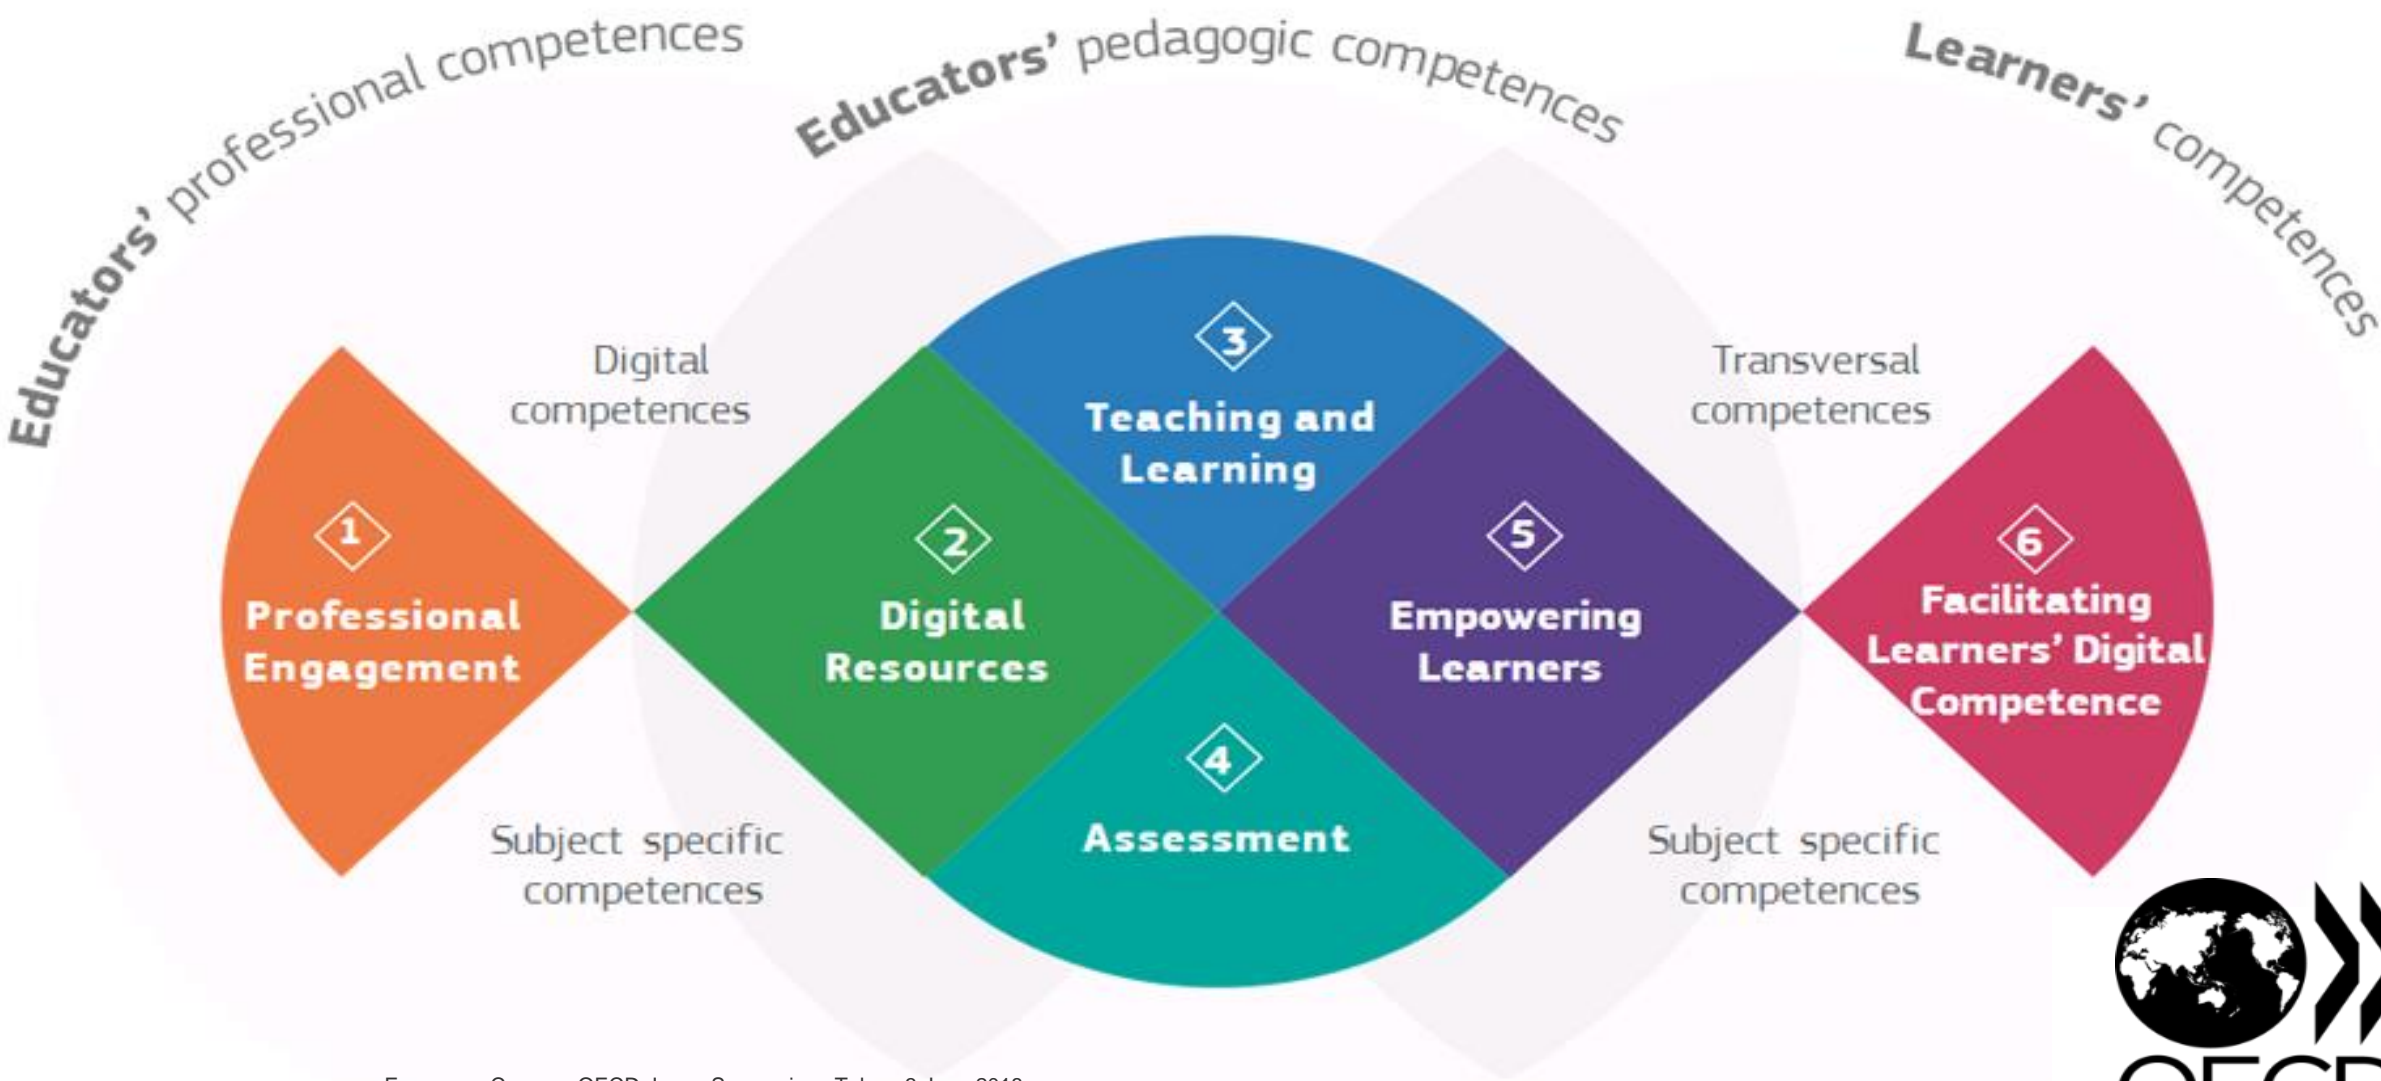 Educators’ professional competences
Educators’ pedagogic competences
Learners’ competences
Digital
competences
Transversal
competences
1
Professional
Engagement
2
Digital
Resources
3
Teaching and
Learning
4
Assessment
5
Empowering
Learners
6
Facilitating
Learners’ Digital
Competence
Subject specific
competences
Subject specific
competences